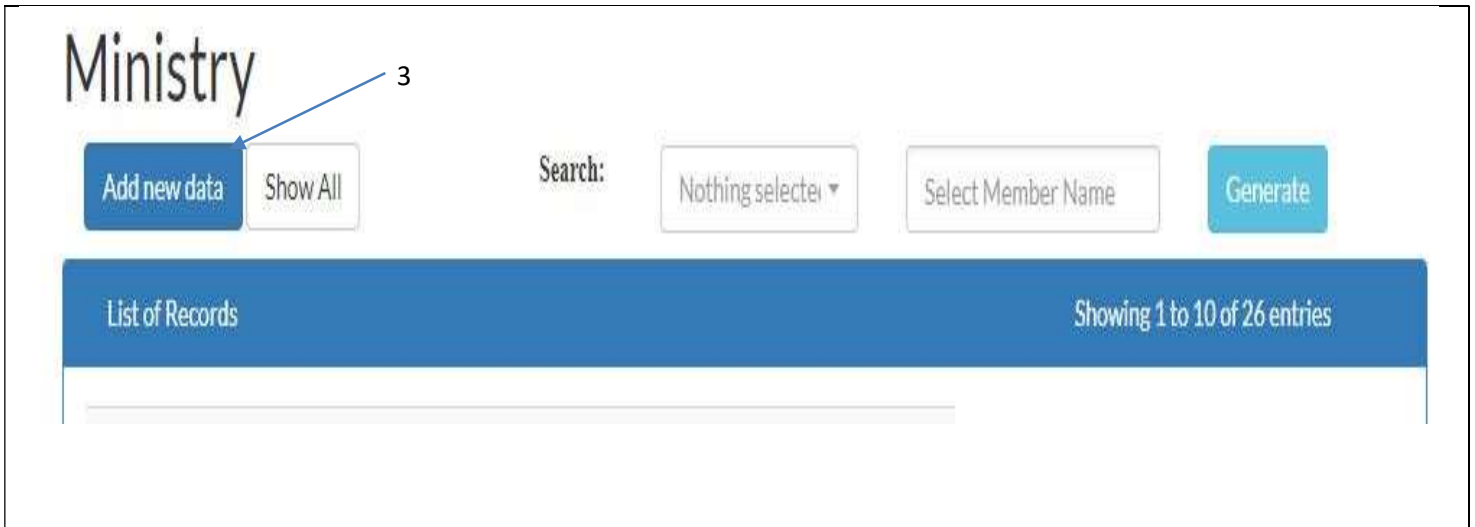 Ministry
3
Add new data Show All Search: Nothing selecte Select Member Name Generate
List of Records Showing 1 to 10 of 26 entries